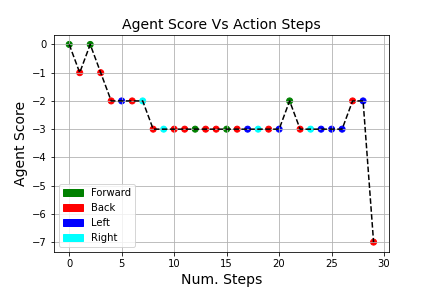 Agent Score Vs Action Steps
0
−1
−2
−3
−4
−5
−6
−7
Agent Score
Forward
Back
Left
Right
0 5 10 15 20 25 30
Num. Steps